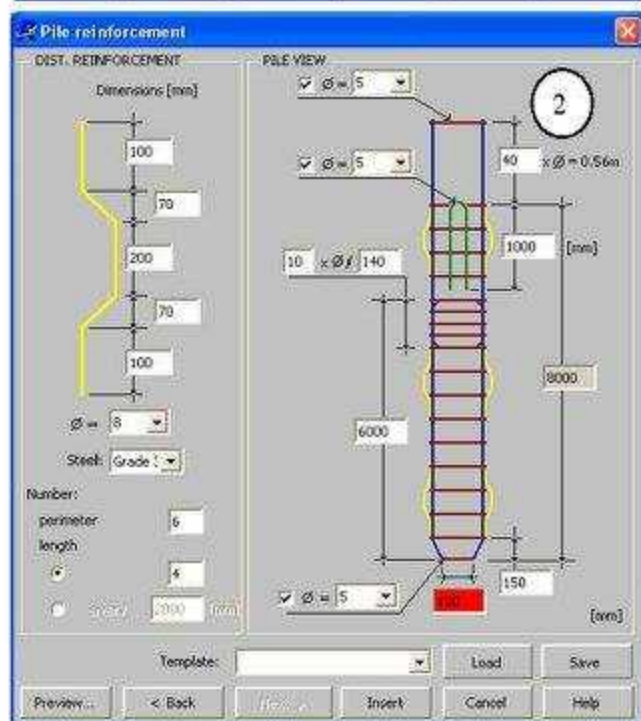 Pile reinforcement
DIST. REINFORCEMENT
Dimensions [mm]
100
70
200
70
100
Ø = 8
Steel: Grade
Number:
perimeter 6
length
4
2000 [mm]
PILE VIEW
Ø = 5
2
40 x Ø = 0.56m
Ø = 5
1000 [mm]
10 x Ø / 140
8000
6000
150
Ø = 5
[mm]
Template:
Load
Save
Preview...
< Back
Insert
Cancel
Help